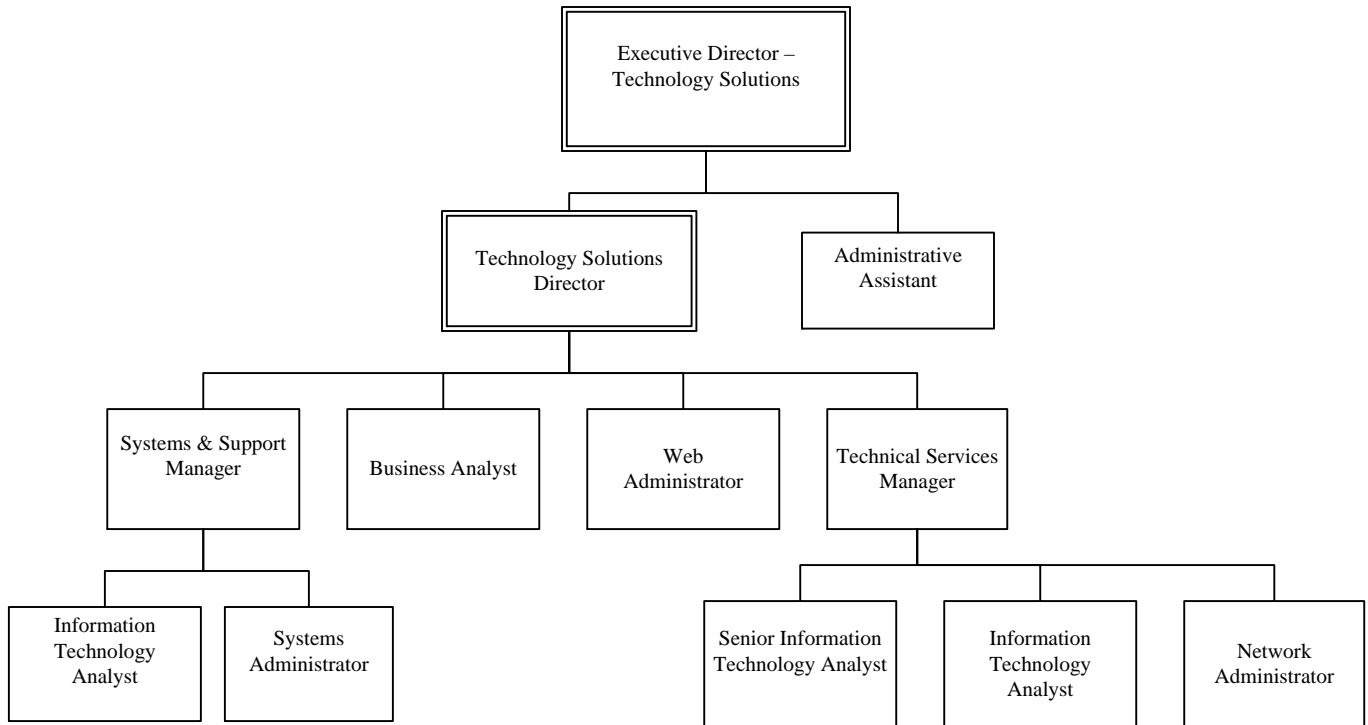 Executive Director –
Technology Solutions
Technology Solutions
Director
Administrative
Assistant
Systems & Support
Manager
Business Analyst
Web
Administrator
Technical Services
Manager
Information
Technology
Analyst
Systems
Administrator
Senior Information
Technology Analyst
Information
Technology
Analyst
Network
Administrator